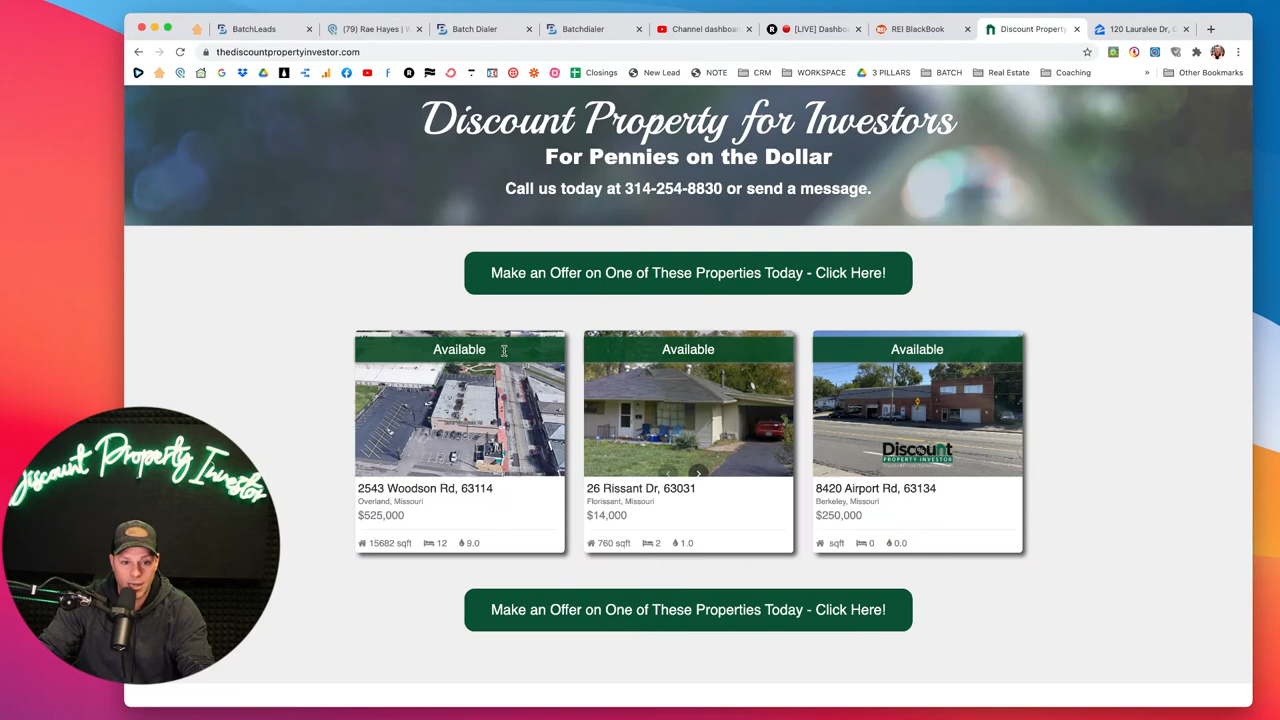 BatchLeads
(79) Rae Hayes | W
Batch Dialer
Batchdialer
Channel dashboa
[LIVE] Dashbo
REI BlackBook
Discount Property
120 Lauralee Dr, C
thediscountpropertyinvestor.com
Closings
New Lead
NOTE
CRM
WORKSPACE
3 PILLARS
BATCH
Real Estate
Coaching
»
Other Bookmarks
Discount Property for Investors
For Pennies on the Dollar
Call us today at 314-254-8830 or send a message.
Make an Offer on One of These Properties Today - Click Here!
Available
2543 Woodson Rd, 63114
Overland, Missouri
$525,000
15682 sqft 12 9.0
Available
26 Rissant Dr, 63031
Florissant, Missouri
$14,000
760 sqft 2 1.0
Available
Discount
PROPERTY INVESTOR
8420 Airport Rd, 63134
Berkeley, Missouri
$250,000
sqft 0 0.0
Make an Offer on One of These Properties Today - Click Here!
Discount Property Investor